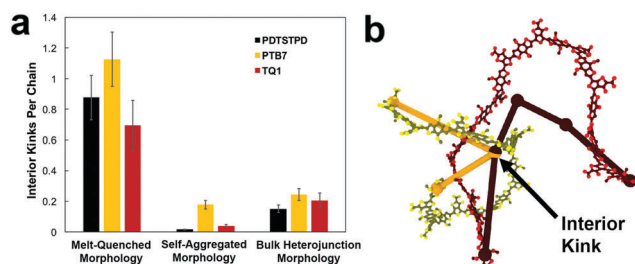 a
b
Interior Kinks Per Chain
1.4
1.2
1
0.8
0.6
0.4
0.2
0
PDTSTPD
PTB7
TQ1
Melt-Quenched
Morphology
Self-Aggregated
Morphology
Bulk Heterojunction
Morphology
Interior
Kink